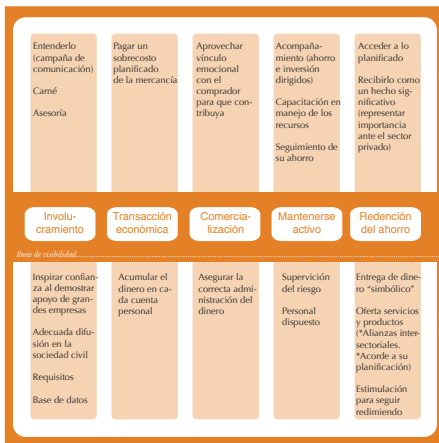 Entenderlo
(campaña de
comunicación)
Carné
Asesoría
Pagar un
sobrecosto
planificado
de la mercancía
Aprovechar
vínculo
emocional
con el
comprador
para que con-
tribuya
Acompaña-
miento (ahorro
e inversión
dirigidos)
Capacitación en
manejo de los
recursos
Seguimiento de
su ahorro
Acceder a lo
planificado
Recibirlo como
un hecho sig-
nificativo
(representar
importancia
ante el sector
privado)
Involu-
cramiento
Transacción
económica
Comercia-
lización
Mantenerse
activo
Redención
del ahorro
línea de visibilidad
Inspirar confian-
za al demostrar
apoyo de gran-
des empresas
Adecuada difu-
sión en la
sociedad civil
Requisitos
Base de datos
Acumular el
dinero en ca-
da cuenta
personal
Asegurar la
correcta admi-
nistración del
dinero
Supervición
del riesgo
Personal
dispuesto
Entrega de dine-
ro “simbólico”
Oferta servicios
y productos
(*Alianzas inter-
sectoriales.
*Acorde a su
planificación)
Estimulación
para seguir
redimiendo